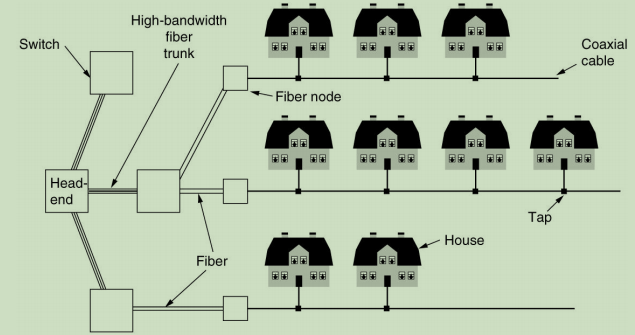 High-bandwidth
fiber
trunk
Switch
Coaxial
cable
Fiber node
Head-
end
Tap
House
Fiber